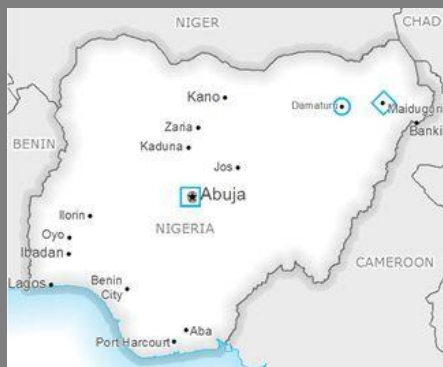 NIGER
CHAD
Kano
Damaturu
Maiduguri
Banki
Zaria
Kaduna
BENIN
Jos
Abuja
Ilorin
NIGERIA
Oyo
Ibadan
CAMEROON
Lagos
Benin
City
Aba
Port Harcourt